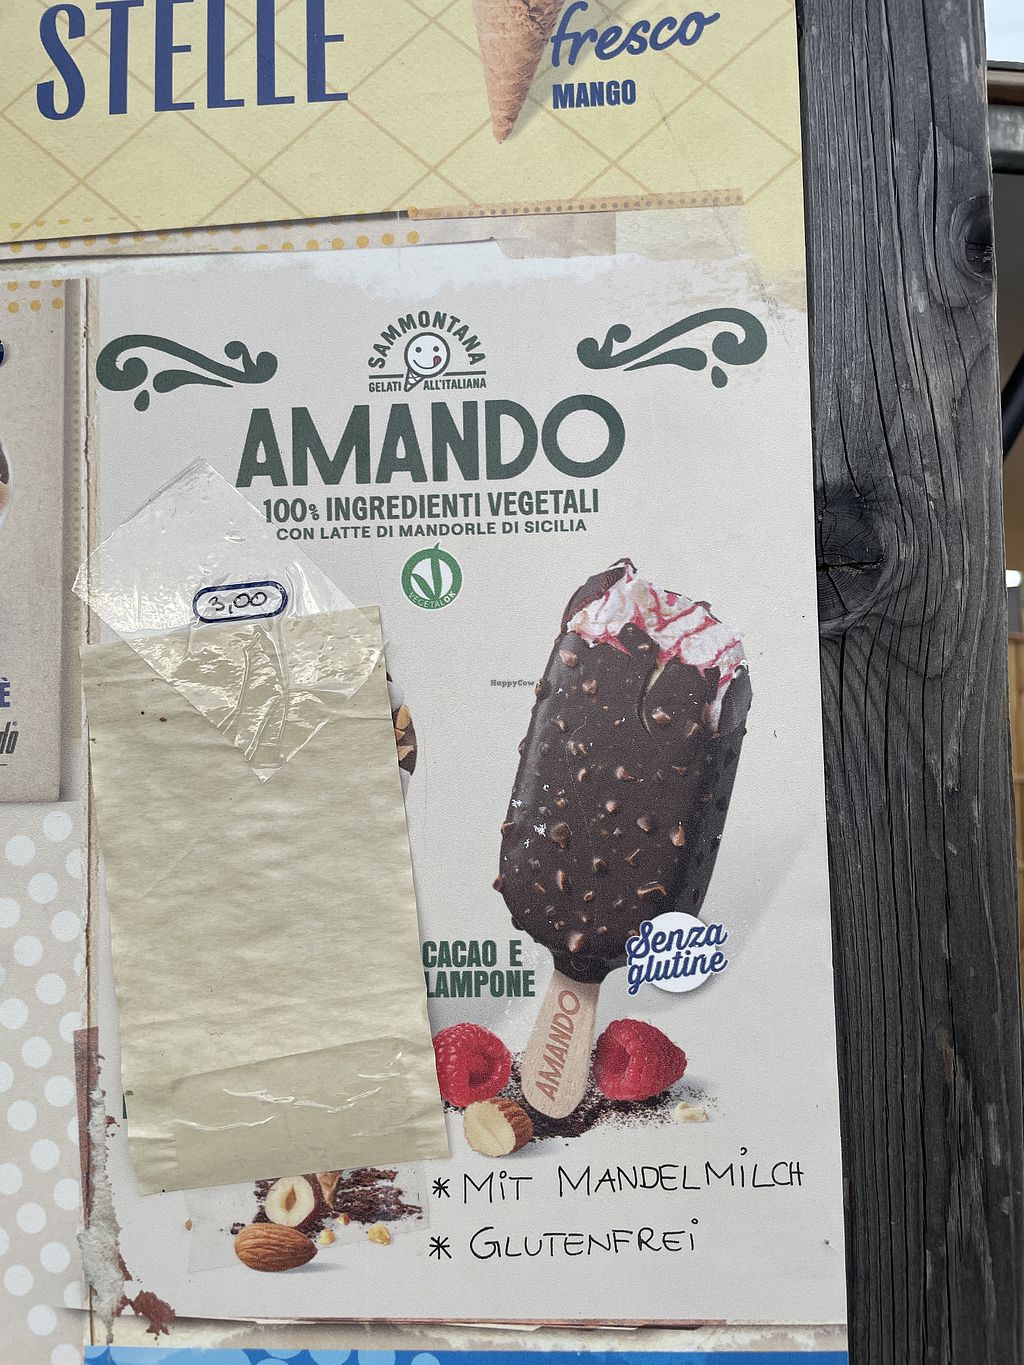 STELLE
fresco
MANGO
SAMMONTANA
GELATI ALL'ITALIANA
AMANDO
100% INGREDIENTI VEGETALI
CON LATTE DI MANDORLE DI SICILIA
VEGETALOK
3,00
HappyCow
CACAO E
LAMPONE
Senza
glutine
AMANDO
* MIT MANDELMILCH
* GLUTENFREI